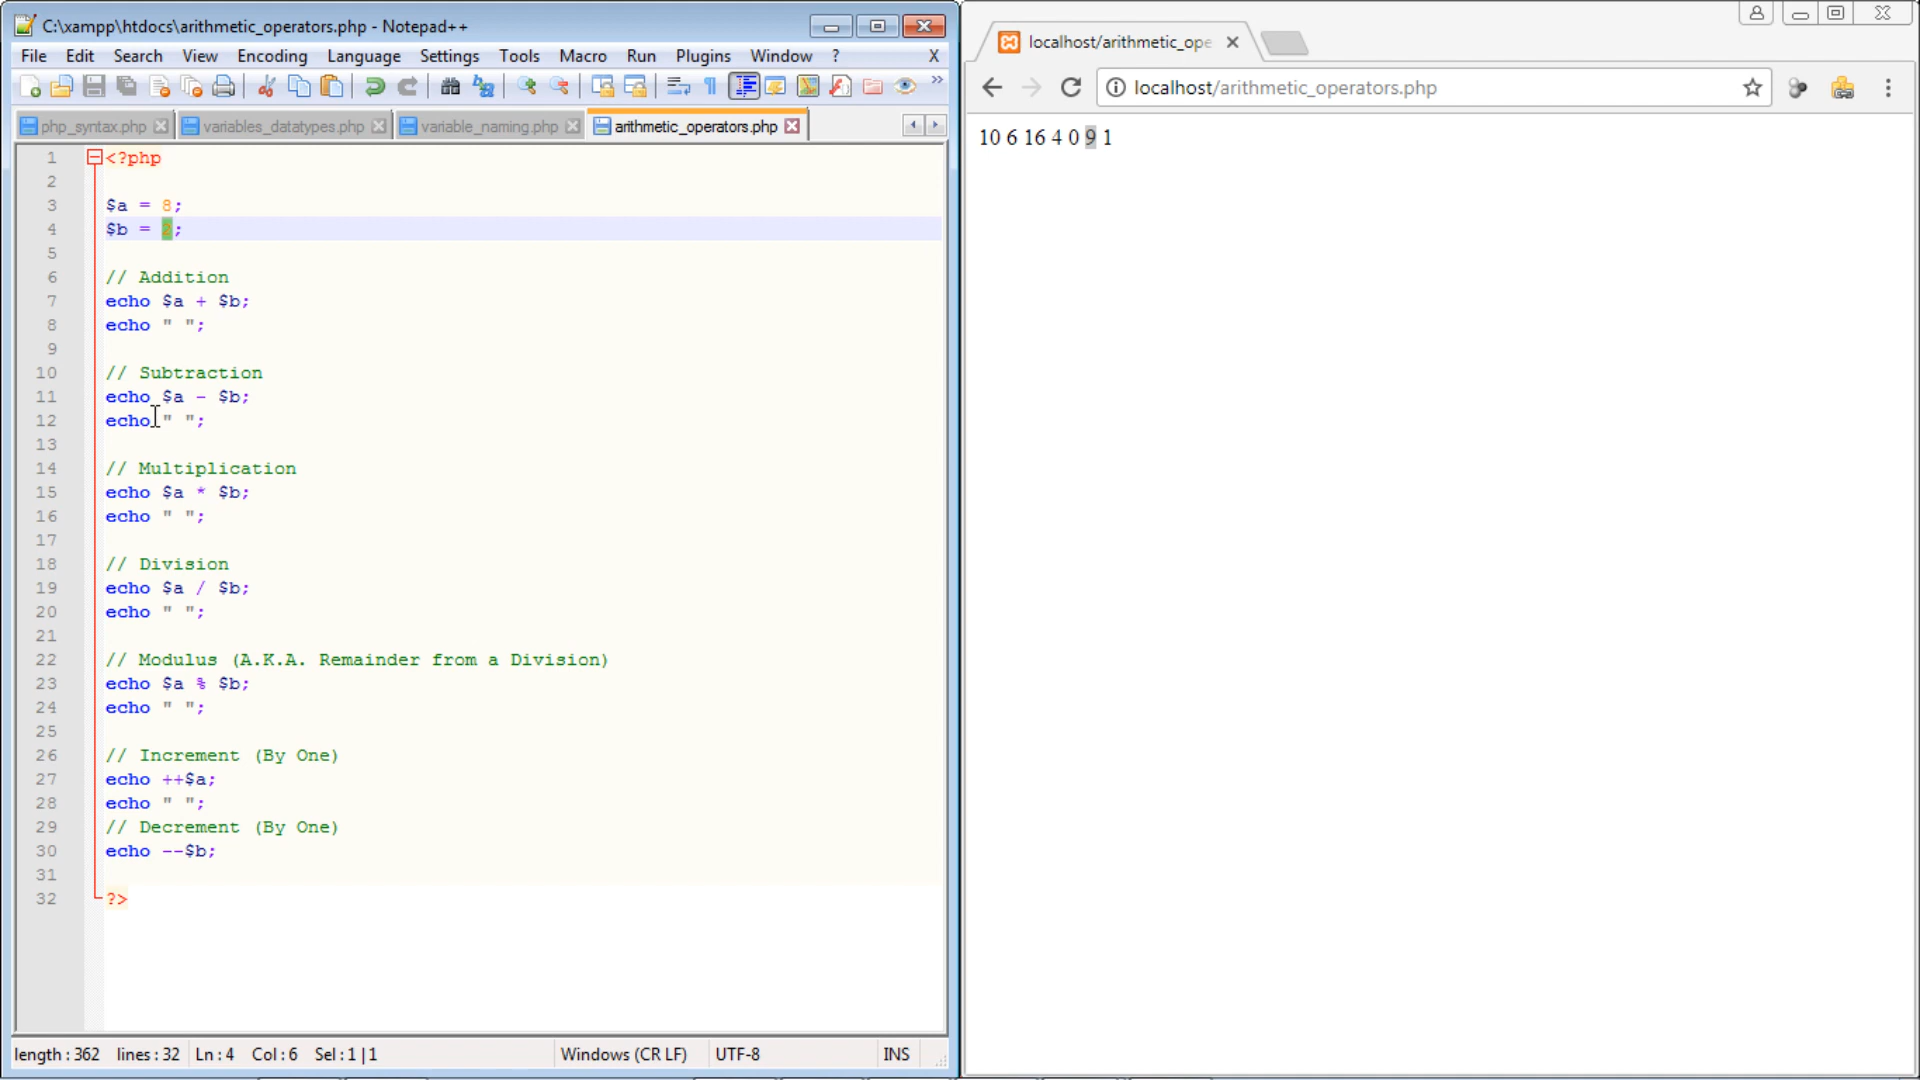 C:\xampp\htdocs\arithmetic_operators.php - Notepad++
File Edit Search View Encoding Language Settings Tools Macro Run Plugins Window ? X
php_syntax.php variables_datatypes.php variable_naming.php arithmetic_operators.php
1 <?php
2
3 $a = 8;
4 $b = 2;
5
6 // Addition
7 echo $a + $b;
8 echo " ";
9
10 // Subtraction
11 echo $a - $b;
12 echo " ";
13
14 // Multiplication
15 echo $a * $b;
16 echo " ";
17
18 // Division
19 echo $a / $b;
20 echo " ";
21
22 // Modulus (A.K.A. Remainder from a Division)
23 echo $a % $b;
24 echo " ";
25
26 // Increment (By One)
27 echo ++$a;
28 echo " ";
29 // Decrement (By One)
30 echo --$b;
31
32 ?>
length : 362 lines : 32 Ln : 4 Col : 6 Sel : 1 | 1 Windows (CR LF) UTF-8 INS
localhost/arithmetic_ope
localhost/arithmetic_operators.php
10 6 16 4 0 9 1